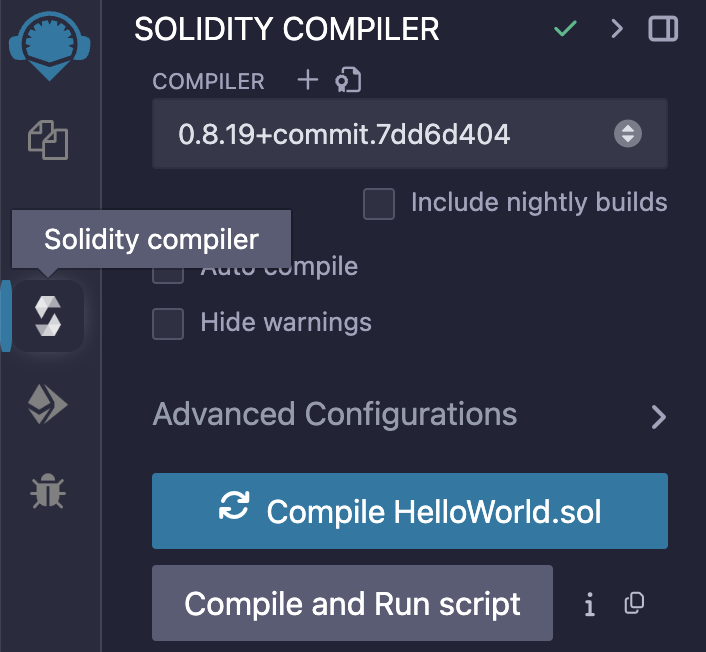 SOLIDITY COMPILER
COMPILER
0.8.19+commit.7dd6d404
Include nightly builds
Solidity compiler
Auto compile
Hide warnings
Advanced Configurations
Compile HelloWorld.sol
Compile and Run script